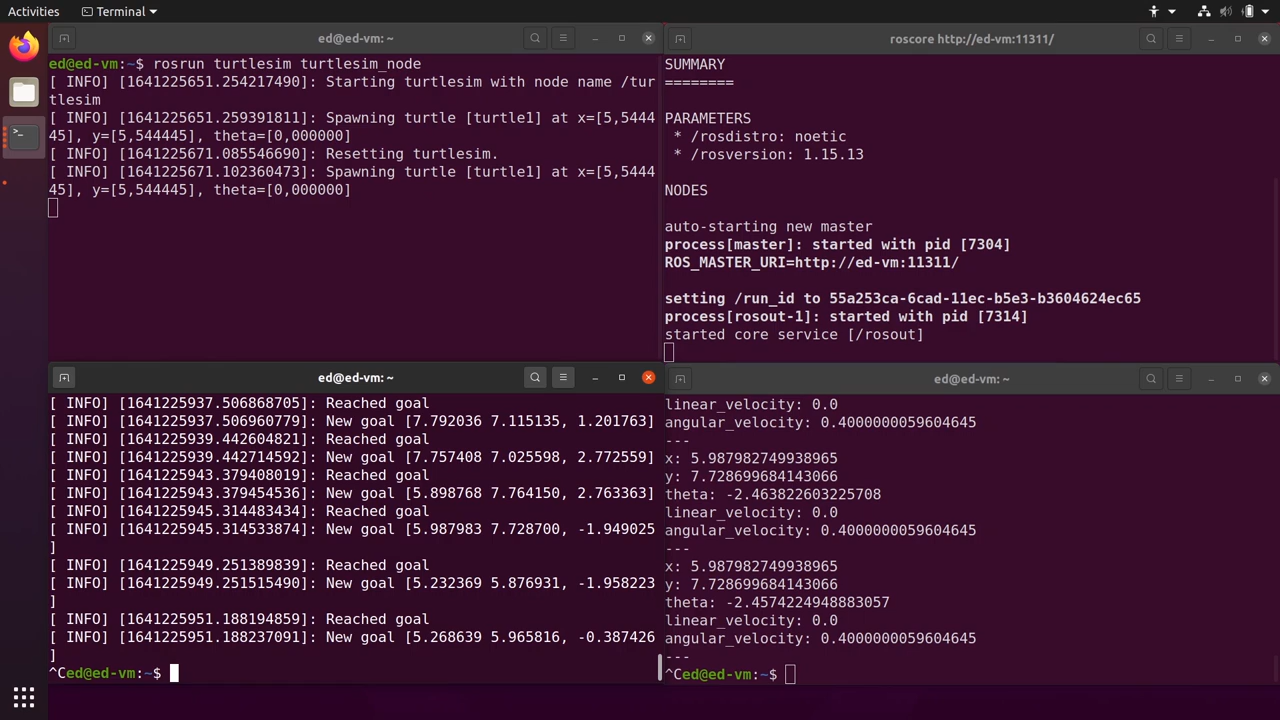 Activities
Terminal
ed@ed-vm: ~
ed@ed-vm:~$ rosrun turtlesim turtlesim_node
[ INFO] [1641225651.254217490]: Starting turtlesim with node name /tur
tlesim
[ INFO] [1641225651.259391811]: Spawning turtle [turtle1] at x=[5,5444
45], y=[5,544445], theta=[0,000000]
[ INFO] [1641225671.085546690]: Resetting turtlesim.
[ INFO] [1641225671.102360473]: Spawning turtle [turtle1] at x=[5,5444
45], y=[5,544445], theta=[0,000000]
roscore http://ed-vm:11311/
SUMMARY
========
PARAMETERS
* /rosdistro: noetic
* /rosversion: 1.15.13
NODES
auto-starting new master
process[master]: started with pid [7304]
ROS_MASTER_URI=http://ed-vm:11311/
setting /run_id to 55a253ca-6cad-11ec-b5e3-b3604624ec65
process[rosout-1]: started with pid [7314]
started core service [/rosout]
ed@ed-vm: ~
[ INFO] [1641225937.506868705]: Reached goal
[ INFO] [1641225937.506960779]: New goal [7.792036 7.115135, 1.201763]
[ INFO] [1641225939.442604821]: Reached goal
[ INFO] [1641225939.442714592]: New goal [7.757408 7.025598, 2.772559]
[ INFO] [1641225943.379408019]: Reached goal
[ INFO] [1641225943.379454536]: New goal [5.898768 7.764150, 2.763363]
[ INFO] [1641225945.314483434]: Reached goal
[ INFO] [1641225945.314533874]: New goal [5.987983 7.728700, -1.949025
]
[ INFO] [1641225949.251389839]: Reached goal
[ INFO] [1641225949.251515490]: New goal [5.232369 5.876931, -1.958223
]
[ INFO] [1641225951.188194859]: Reached goal
[ INFO] [1641225951.188237091]: New goal [5.268639 5.965816, -0.387426
]
^Ced@ed-vm:~$
ed@ed-vm: ~
linear_velocity: 0.0
angular_velocity: 0.4000000059604645
---
x: 5.987982749938965
y: 7.728699684143066
theta: -2.463822603225708
linear_velocity: 0.0
angular_velocity: 0.4000000059604645
---
x: 5.987982749938965
y: 7.728699684143066
theta: -2.4574224948883057
linear_velocity: 0.0
angular_velocity: 0.4000000059604645
---
^Ced@ed-vm:~$